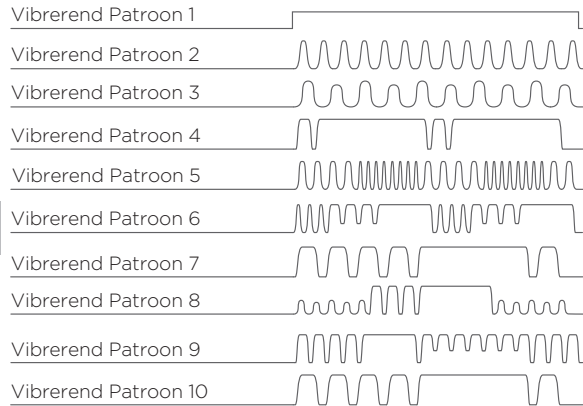 Vibrerend Patroon 1
Vibrerend Patroon 2
Vibrerend Patroon 3
Vibrerend Patroon 4
Vibrerend Patroon 5
Vibrerend Patroon 6
Vibrerend Patroon 7
Vibrerend Patroon 8
Vibrerend Patroon 9
Vibrerend Patroon 10